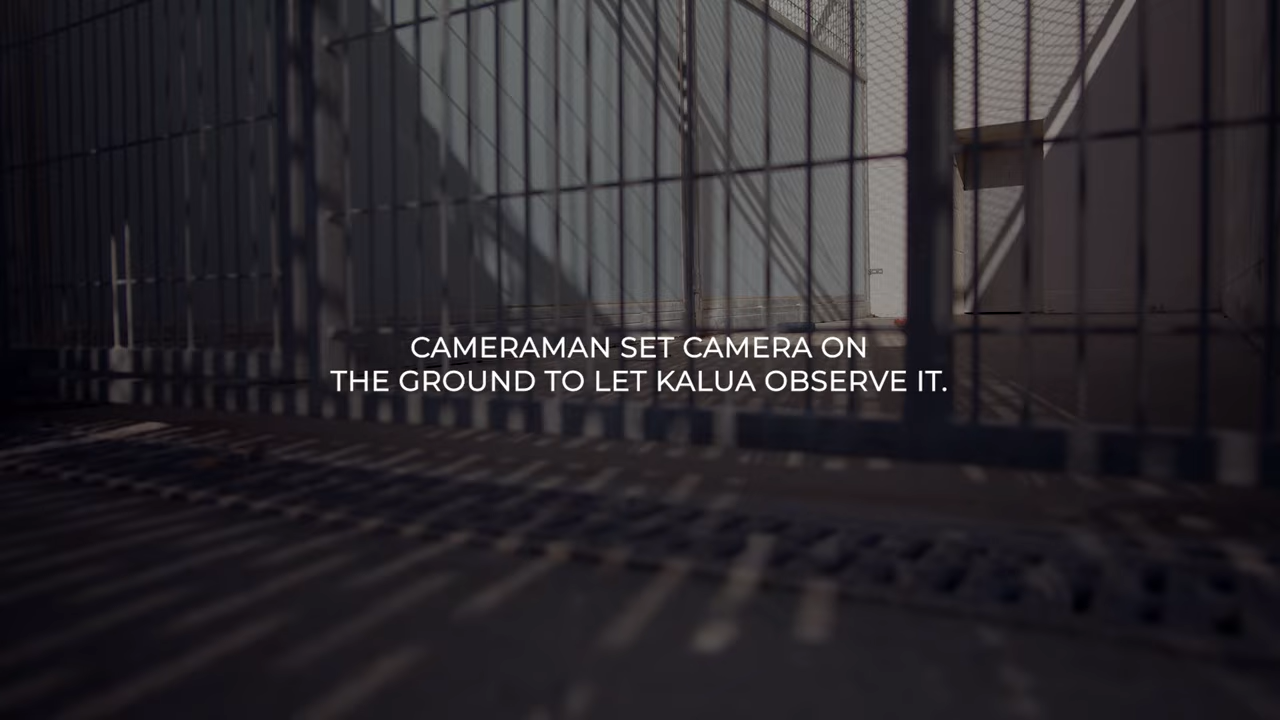 CAMERAMAN SET CAMERA ON
THE GROUND TO LET KALUA OBSERVE IT.